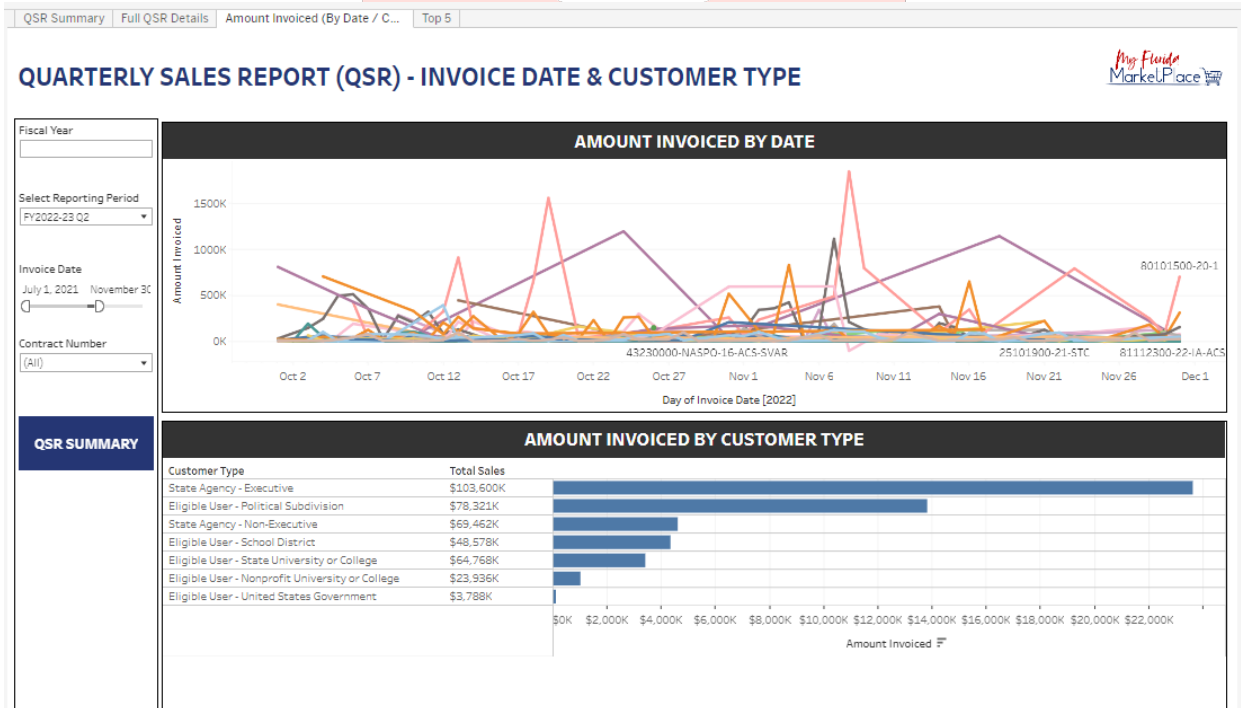 QSR Summary Full QSR Details Amount Invoiced (By Date / C... Top 5
QUARTERLY SALES REPORT (QSR) - INVOICE DATE & CUSTOMER TYPE
My Florida
MarketPlace
Fiscal Year
Select Reporting Period
FY2022-23 Q2
Invoice Date
July 1, 2021 November 3
Contract Number
(All)
QSR SUMMARY
AMOUNT INVOICED BY DATE
Amount Invoiced
1500K
1000K
500K
0K
80101500-20-1
43230000-NASPO-16-ACS-SVAR 25101900-21-STC 81112300-22-IA-ACS
Oct 2 Oct 7 Oct 12 Oct 17 Oct 22 Oct 27 Nov 1 Nov 6 Nov 11 Nov 16 Nov 21 Nov 26 Dec 1
Day of Invoice Date [2022]
AMOUNT INVOICED BY CUSTOMER TYPE
Customer Type Total Sales
State Agency - Executive $103,600K
Eligible User - Political Subdivision $78,321K
State Agency - Non-Executive $69,462K
Eligible User - School District $48,578K
Eligible User - State University or College $64,768K
Eligible User - Nonprofit University or College $23,936K
Eligible User - United States Government $3,788K
$0K $2,000K $4,000K $6,000K $8,000K $10,000K $12,000K $14,000K $16,000K $18,000K $20,000K $22,000K
Amount Invoiced